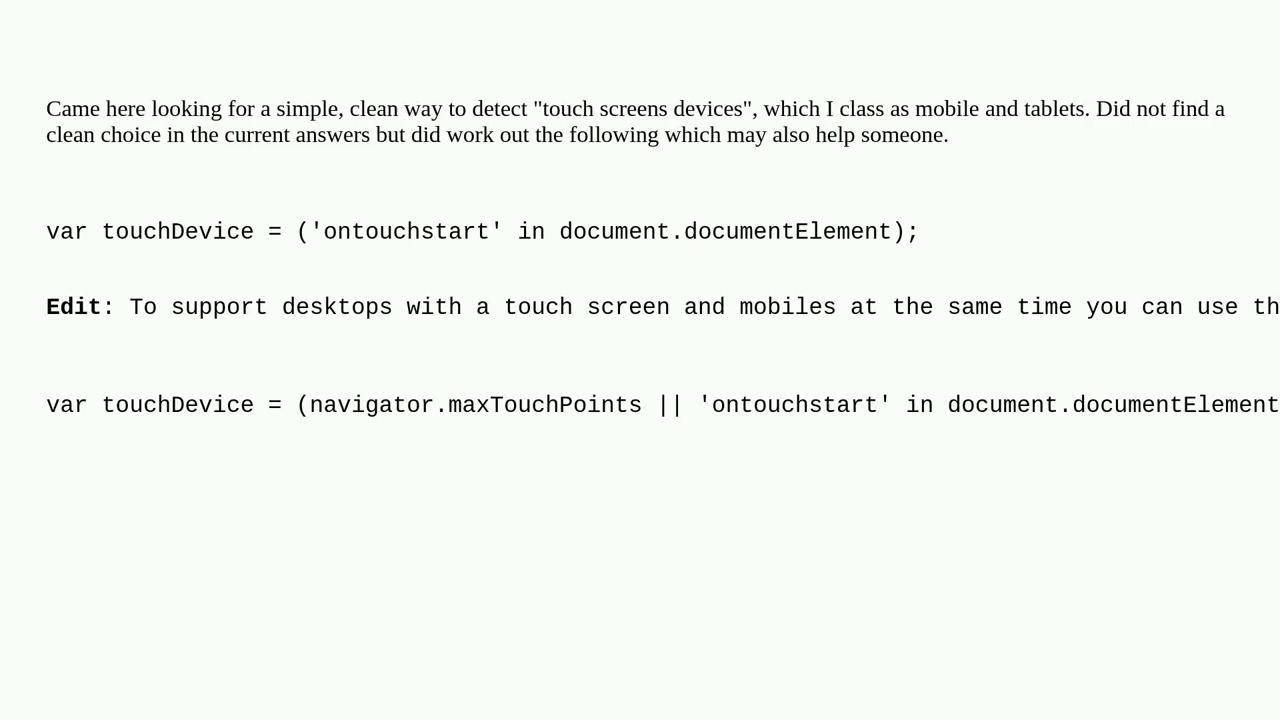 Came here looking for a simple, clean way to detect "touch screens devices", which I class as mobile and tablets. Did not find a
clean choice in the current answers but did work out the following which may also help someone.
var touchDevice = ('ontouchstart' in document.documentElement);
Edit: To support desktops with a touch screen and mobiles at the same time you can use th
var touchDevice = (navigator.maxTouchPoints || 'ontouchstart' in document.documentElement